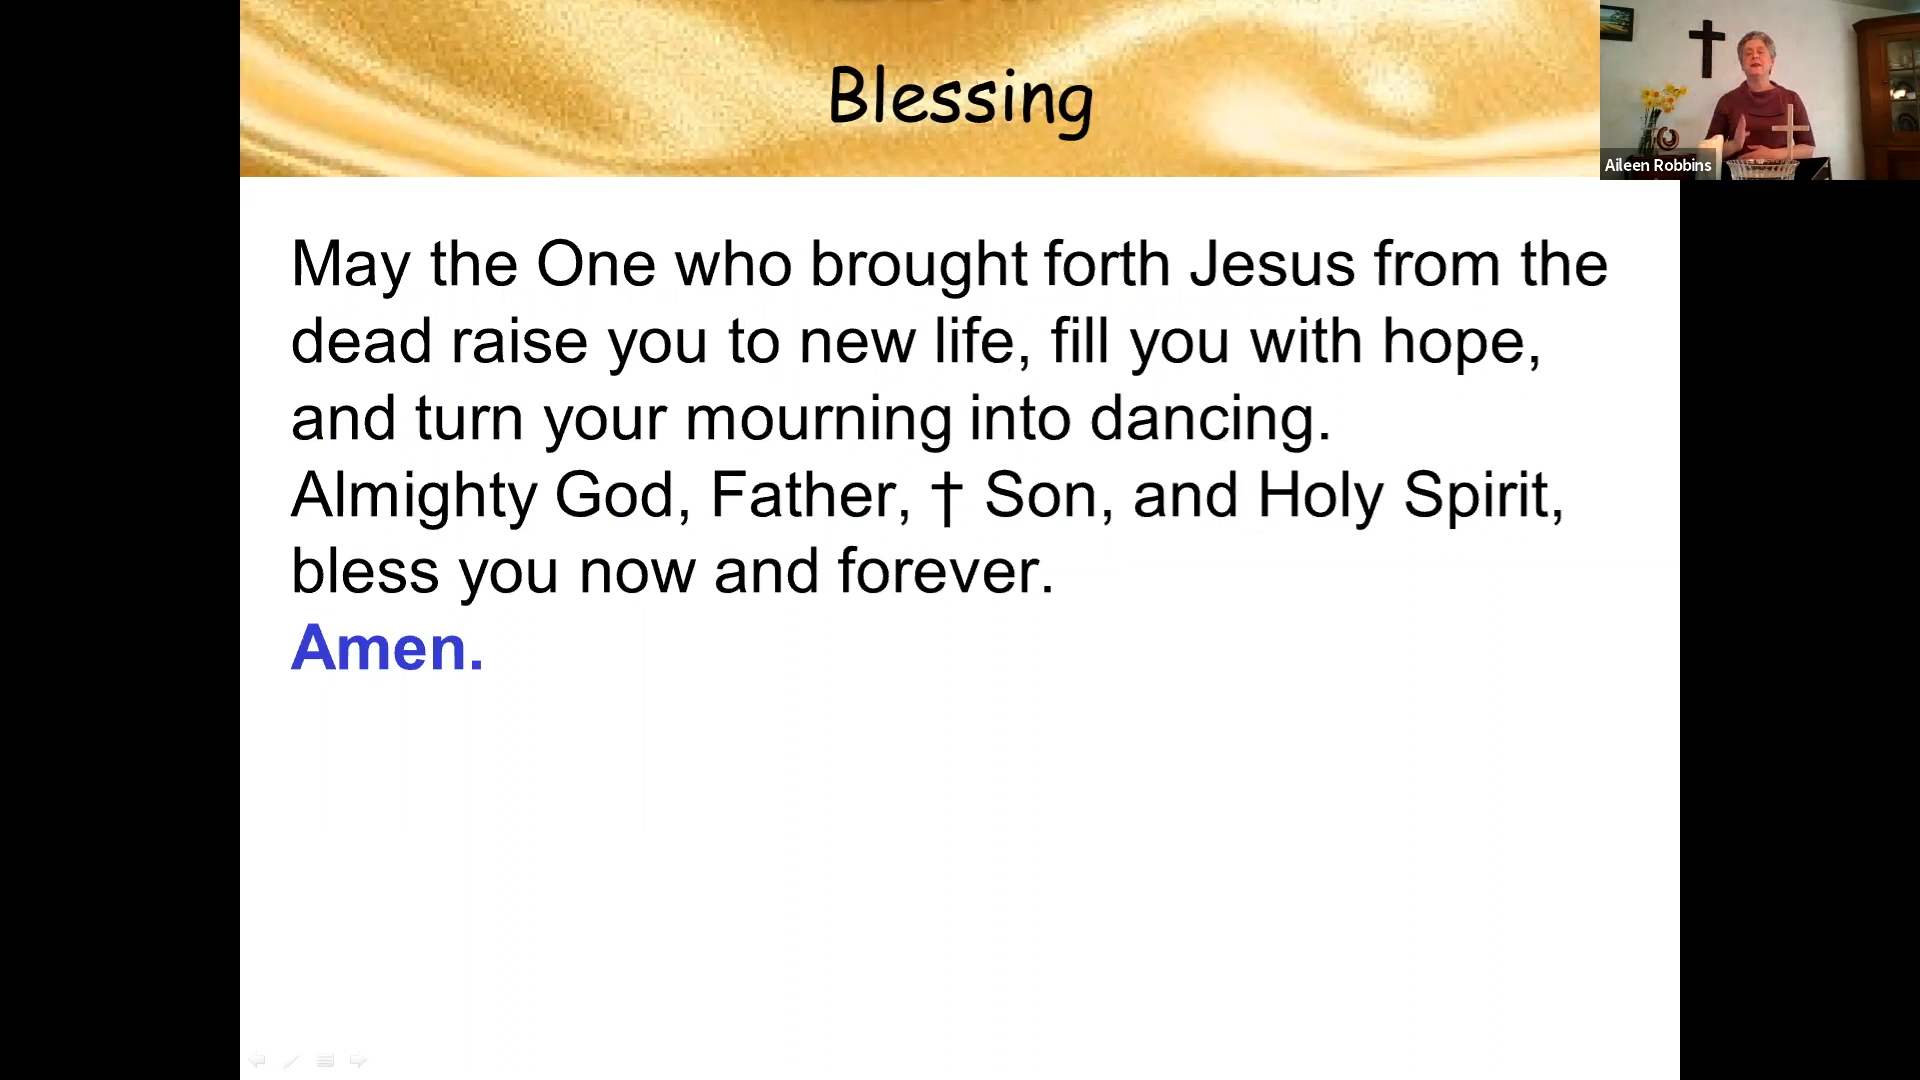 Blessing
Aileen Robbins
May the One who brought forth Jesus from the
dead raise you to new life, fill you with hope,
and turn your mourning into dancing.
Almighty God, Father, † Son, and Holy Spirit,
bless you now and forever.
Amen.